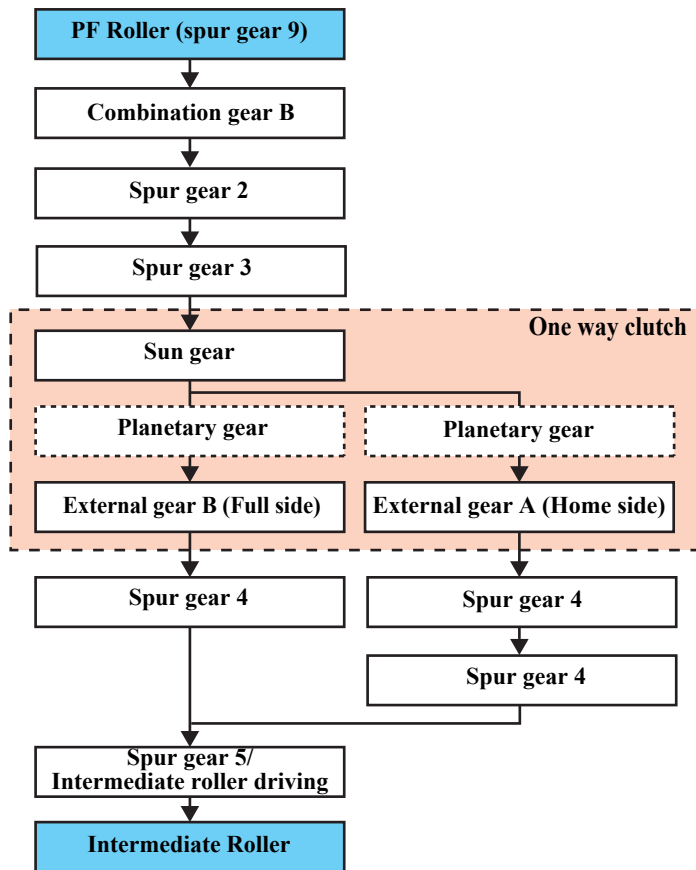 PF Roller (spur gear 9)
Combination gear B
Spur gear 2
Spur gear 3
One way clutch
Sun gear
Planetary gear
Planetary gear
External gear B (Full side)
External gear A (Home side)
Spur gear 4
Spur gear 4
Spur gear 4
Spur gear 5/
Intermediate roller driving
Intermediate Roller